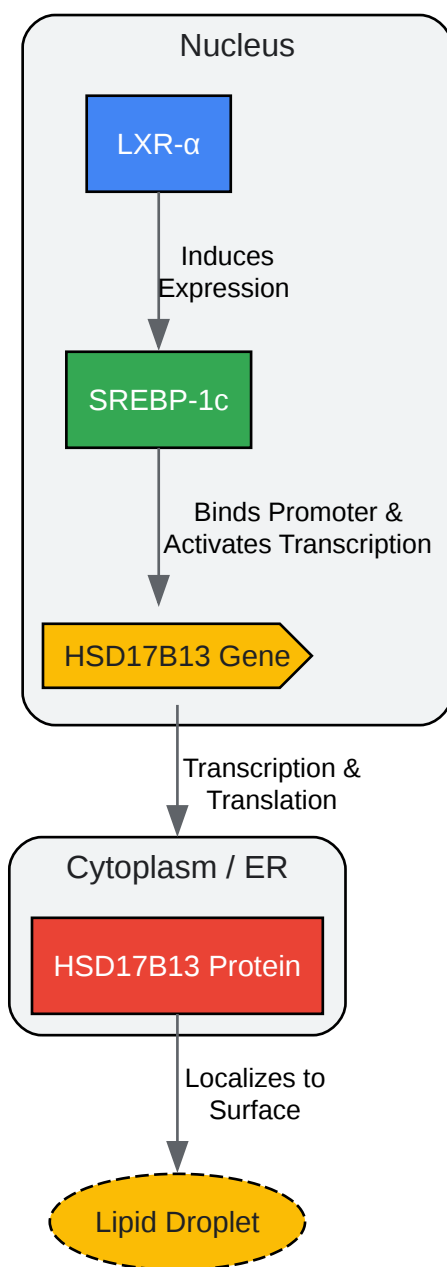 Nucleus
LXR-α
Induces
Expression
SREBP-1c
Binds Promoter &
Activates Transcription
HSD17B13 Gene
Transcription &
Translation
Cytoplasm / ER
HSD17B13 Protein
Localizes to
Surface
Lipid Droplet